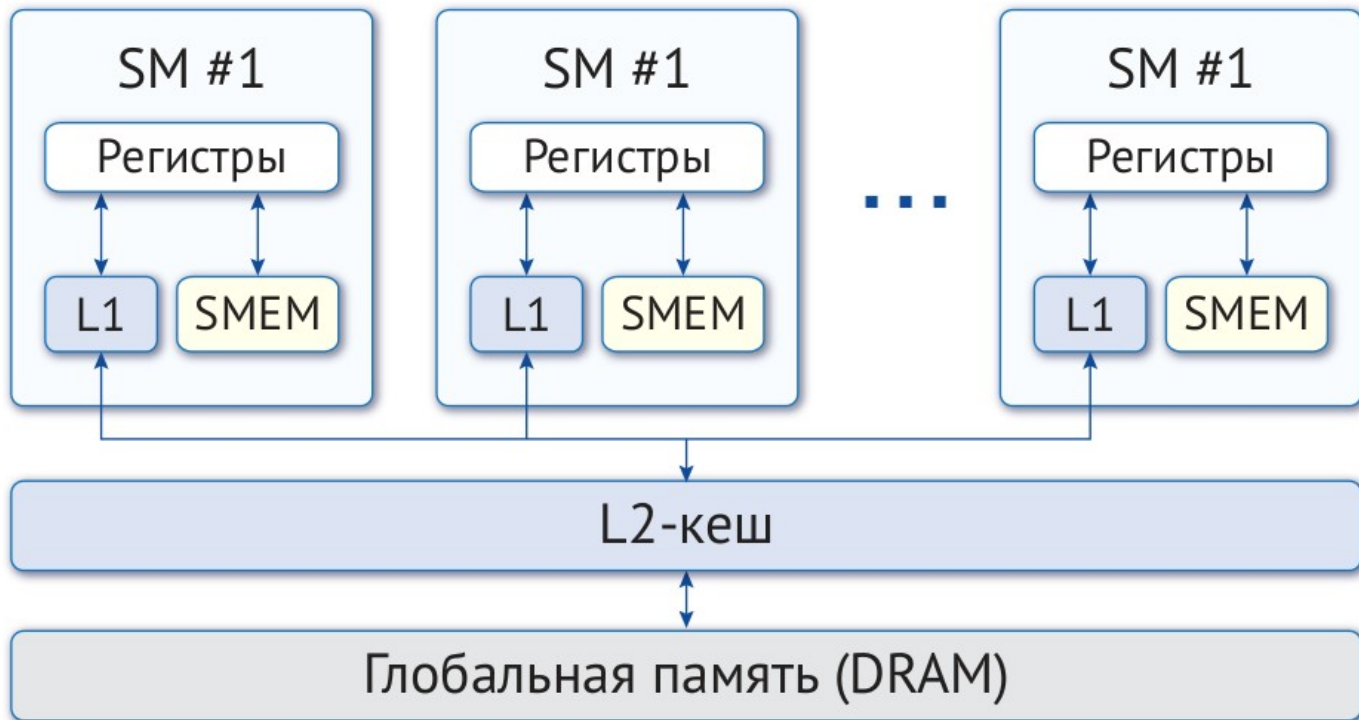 SM #1 SM #1 SM #1
Регистры Регистры Регистры
L1 SMEM L1 SMEM L1 SMEM
L2-кеш
Глобальная память (DRAM)